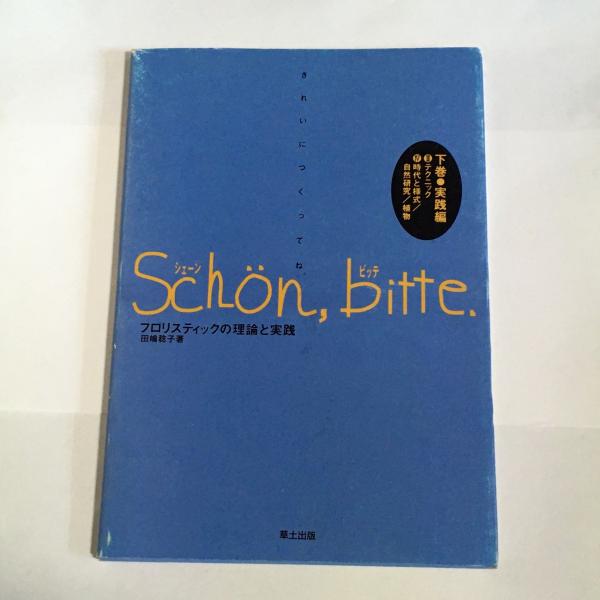 きれいにつくってね。
下巻●実践編
Ⅲテクニック
Ⅳ時代と様式/
自然研究/植物
シェーン ビッテ
Schön, bitte.
フロリスティックの理論と実践
田嶋稔子著
草土出版